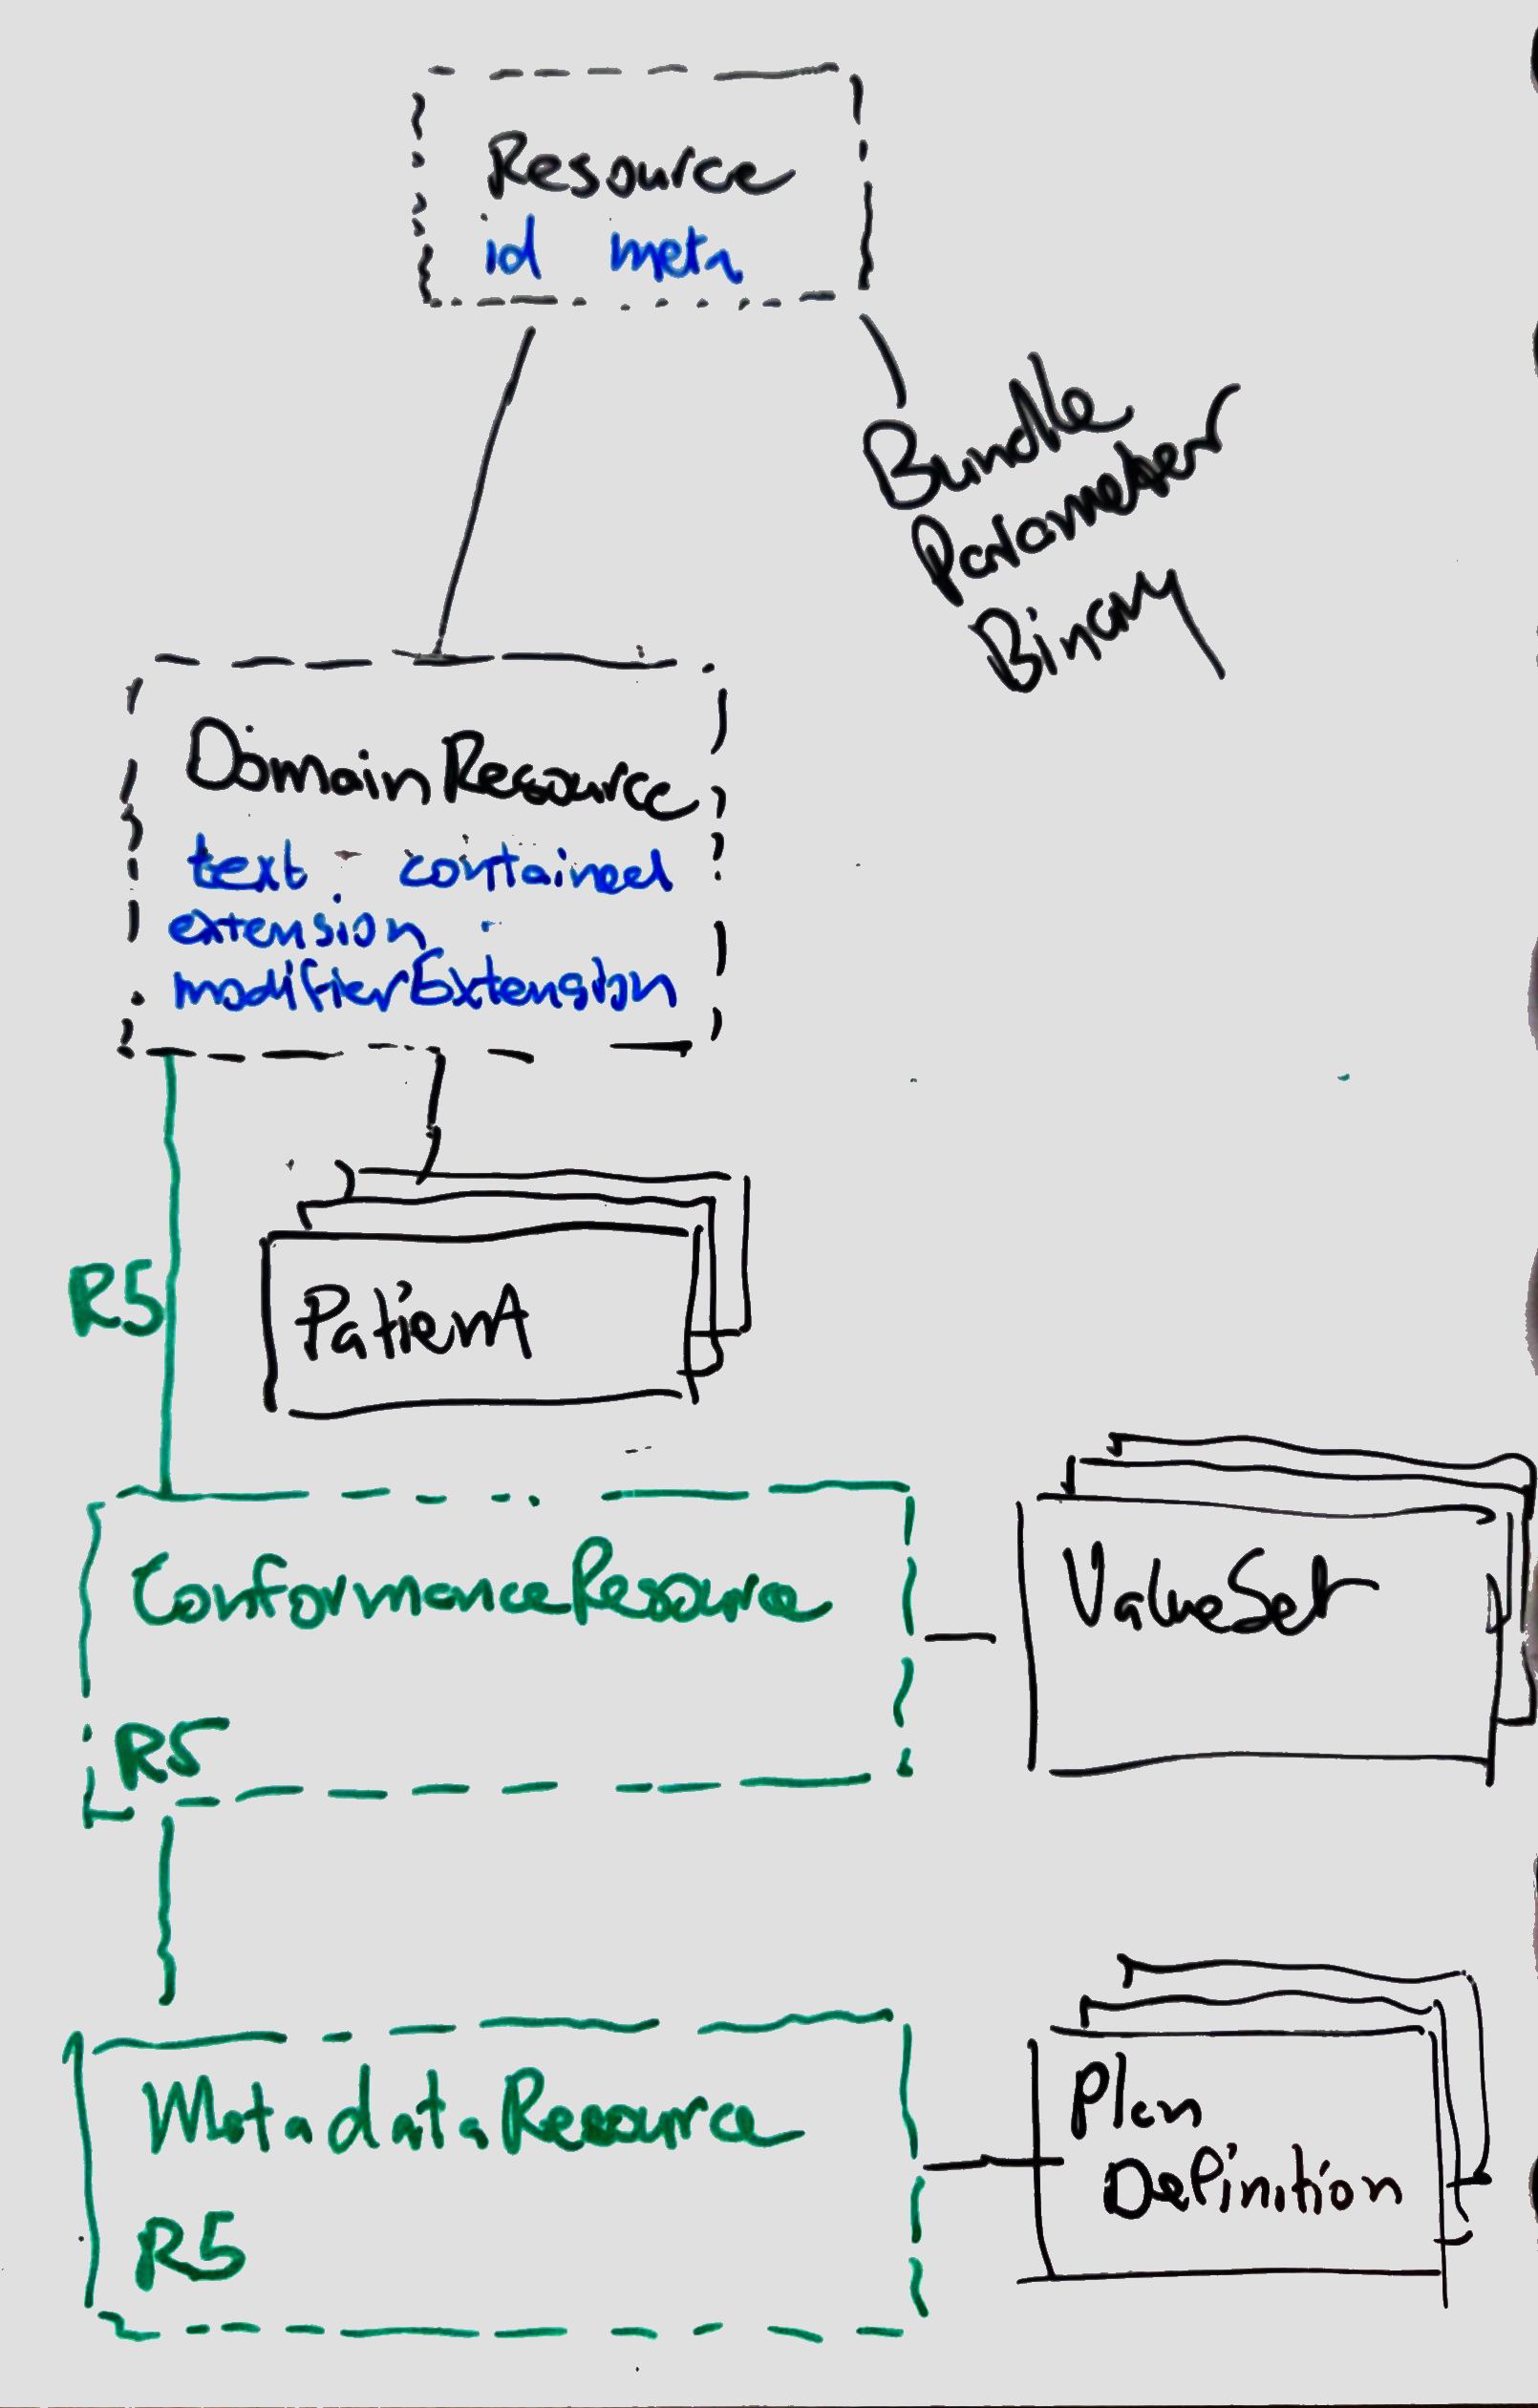 Resource
id meta
Bundle
Parameter
Binary
DomainResource
text contained
extension
modifierExtension
R5
Patient
ConformenceResource
R5
ValueSet
MetadataResource
R5
Plan
Definition